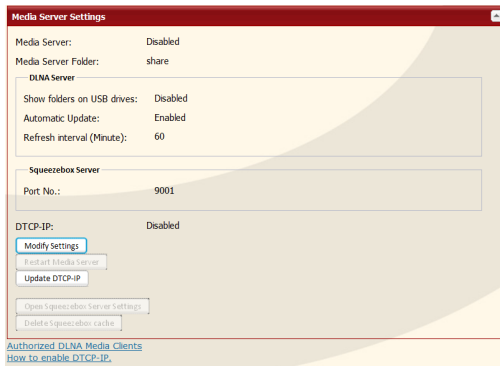 Media Server Settings
Media Server: Disabled
Media Server Folder: share
DLNA Server
Show folders on USB drives: Disabled
Automatic Update: Enabled
Refresh interval (Minute): 60
Squeezebox Server
Port No.: 9001
DTCP-IP: Disabled
Modify Settings
Restart Media Server
Update DTCP-IP
Open Squeezebox Server Settings
Delete Squeezebox cache
Authorized DLNA Media Clients
How to enable DTCP-IP.